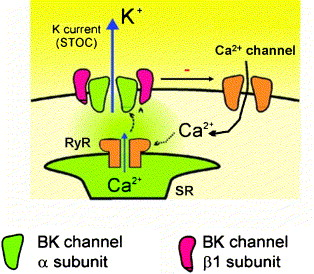 K⁺
K current
(STOC)
Ca²⁺ channel
-
Ca²⁺
RyR
Ca²⁺
SR
BK channel
α subunit
BK channel
β1 subunit